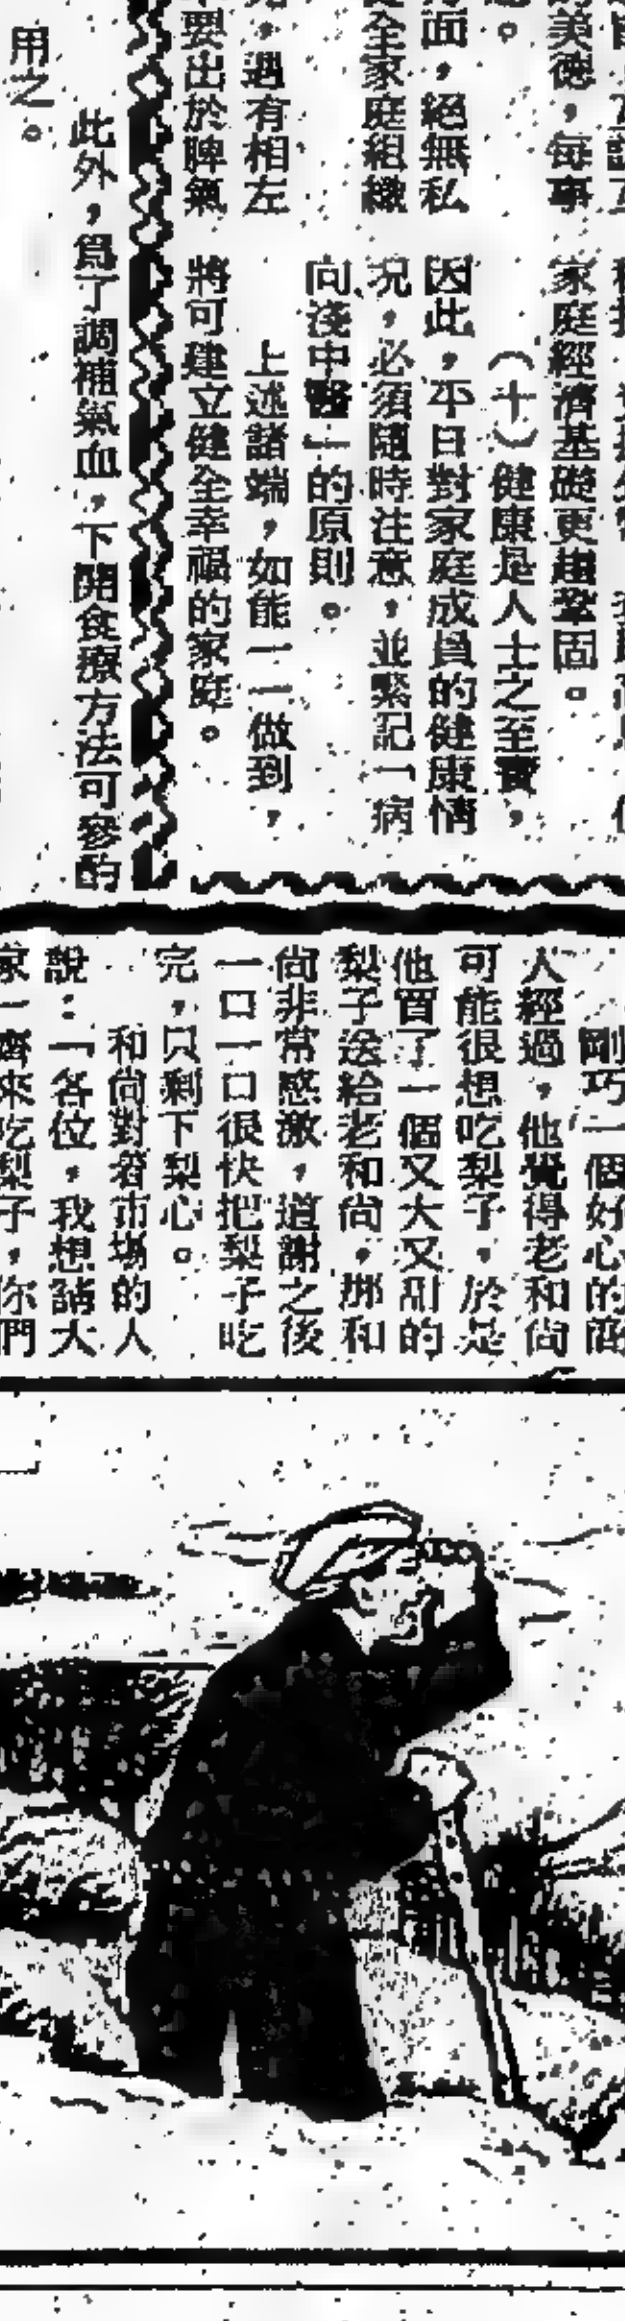 美德，每事
家庭經濟基礎更趨鞏固。
（十）健康是人士之至寶，
面，絕無私
因此，平日對家庭成員的健康情
全家庭組織
況，必須隨時注意，並緊記一病
向淺中醫」的原則。
，遇有相左
上述諸端，如能一一做到，
要出於脾氣
將可建立健全幸福的家庭。
此外，爲了調補氣血，下開食療方法可參酌
用之。
剛巧一個好心的商
人經過，他覺得老和尚
可能很想吃梨子，於是
他買了一個又大又甜的
梨子送給老和尚，那和
尚非常感激，道謝之後
一口一口很快把梨子吃
完，只剩下梨心。
和尚對着市場的人
說：「各位，我想請大
家一齊來吃梨子，你們